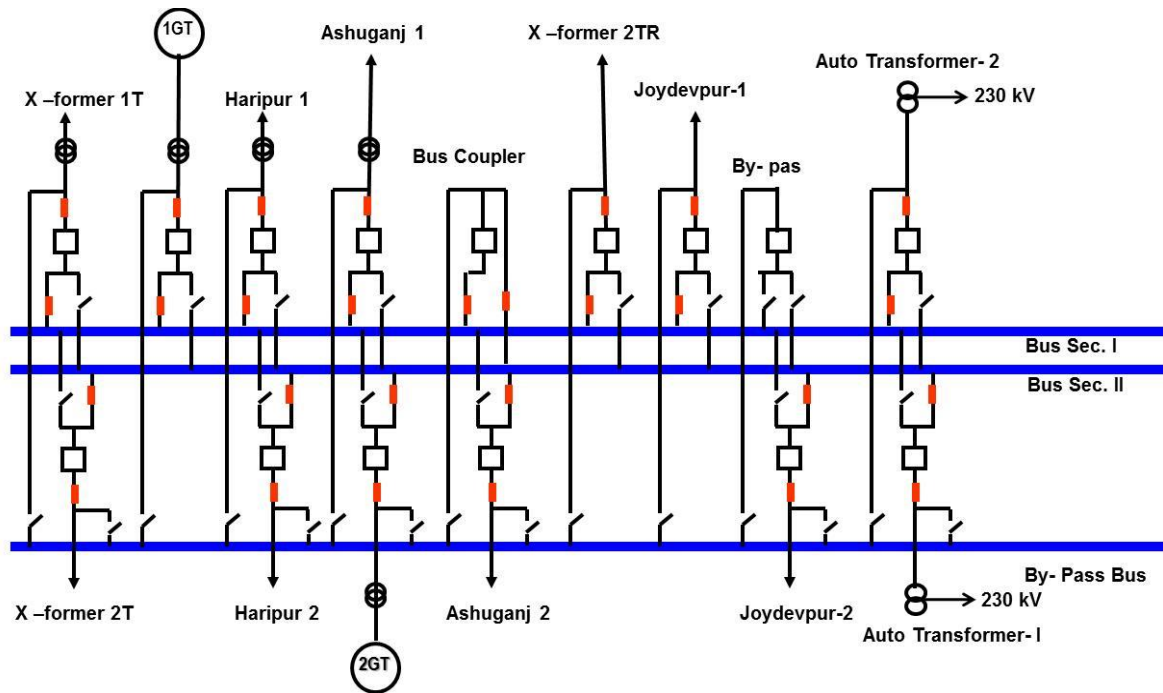 1GT
Ashuganj 1
X –former 2TR
Auto Transformer- 2
X –former 1T
Haripur 1
Joydevpur-1
230 kV
Bus Coupler
By- pas
Bus Sec. I
Bus Sec. II
By- Pass Bus
X –former 2T
Haripur 2
Ashuganj 2
Joydevpur-2
230 kV
Auto Transformer- I
2GT